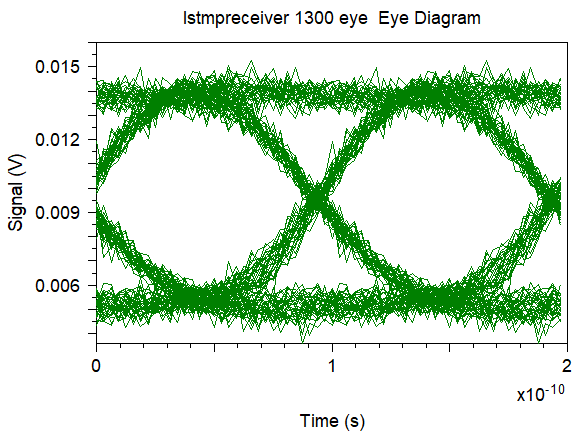 Istmpreceiver 1300 eye  Eye Diagram
0.015
0.012
0.009
0.006
Signal (V)
0
1
2
x10-10
Time (s)